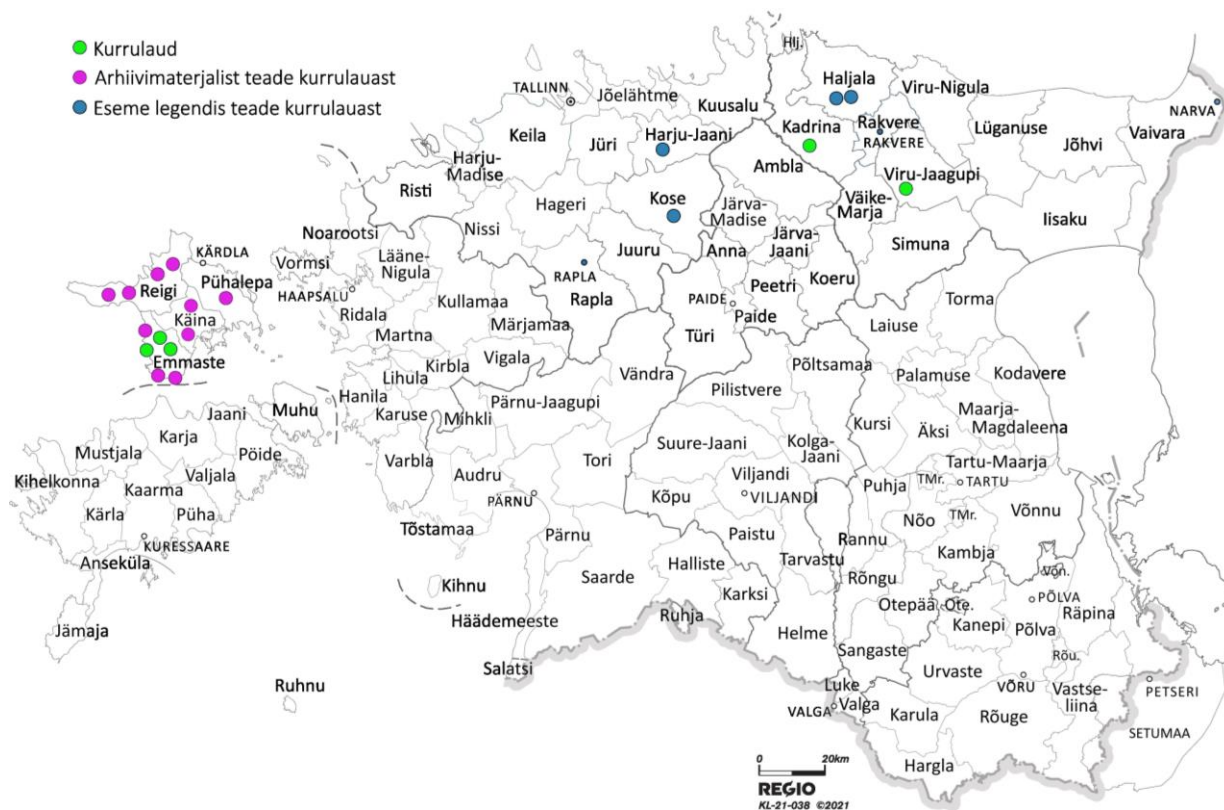 Kurrulaud
Arhiivimaterjalist teade kurrulauast
Eseme legendis teade kurrulauast
Hlj.
Haljala
Viru-Nigula
TALLINN
Jõelähtme
Kuusalu
NARVA
Keila
Jüri
Harju-Jaani
Kadrina
Rakvere
RAKVERE
Lüganuse
Jõhvi
Vaivara
Harju-
Madise
Ambla
Viru-Jaagupi
Risti
Hageri
Kose
Järva-
Madise
Väike-
Marja
Iisaku
Nissi
Noarootsi
Juuru
Anna
Järva-
Jaani
Simuna
KÄRDLA
Vormsi
Lääne-
Nigula
RAPLA
Koeru
Reigi
Pühalepa
HAAPSALU
Kullamaa
Rapla
Peetri
PAIDE
Paide
Torma
Käina
Ridala
Martna
Märjamaa
Türi
Laiuse
Emmaste
Kirbla
Vigala
Põltsamaa
Lihula
Vändra
Pilistvere
Palamuse
Kodavere
Hanila
Karuse
Mihkli
Pärnu-Jaagupi
Jaani
Muhu
Maarja-
Magdaleena
Karja
Kursi
Äksi
Mustjala
Pöide
Suure-Jaani
Kolga-
Jaani
Varbla
Audru
Tori
Tartu-Maarja
Kihelkonna
Kaarma
Valjala
Viljandi
Puhja
TMr.
TARTU
Kärla
Püha
PÄRNU
Kõpu
VILJANDI
Nõo
TMr.
Võnnu
Tõstamaa
Pärnu
Paistu
Rannu
Kambja
KURESSAARE
Anseküla
Halliste
Tarvastu
Kihnu
Saarde
Rõngu
Võn.
Karksi
Otepää
Ote.
PÕLVA
Häädemeeste
Ruhja
Kanepi
Põlva
Räpina
Jämaja
Helme
Sangaste
Salatsi
Urvaste
Rõu.
Ruhnu
Luke
VÕRU
Vastse-
liina
PETSERI
VALGA
Valga
Karula
Rõuge
SETUMAA
Hargla
0 20km
REGIO
KL-21-038 ©2021